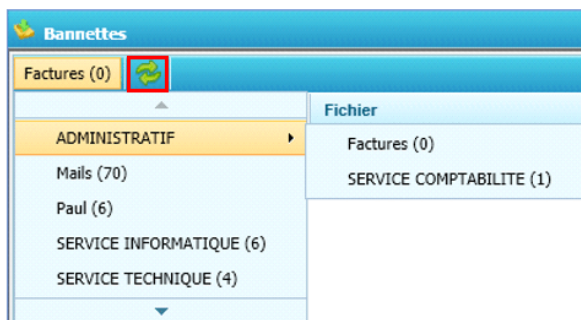 Bannettes
Factures (0)
Fichier
ADMINISTRATIF
Factures (0)
Mails (70)
SERVICE COMPTABILITE (1)
Paul (6)
SERVICE INFORMATIQUE (6)
SERVICE TECHNIQUE (4)